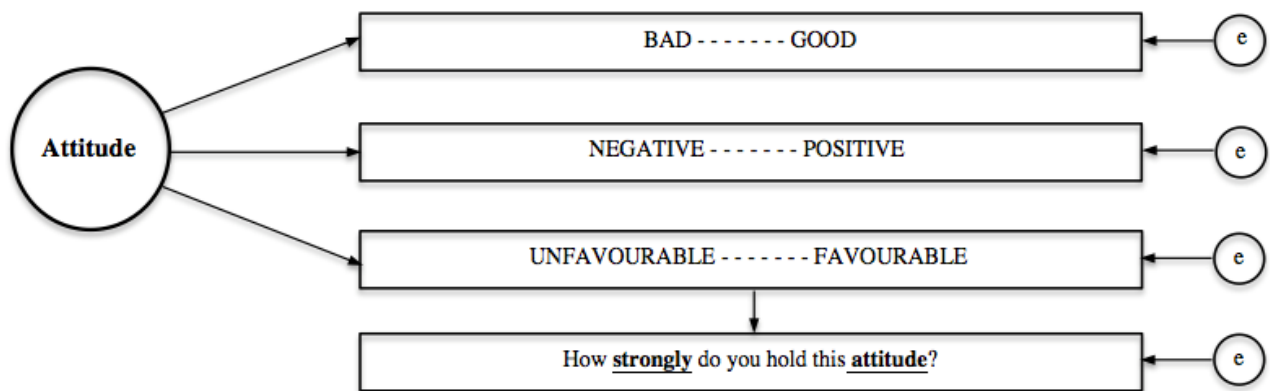 BAD - - - - - - - GOOD
e
Attitude
NEGATIVE - - - - - - - POSITIVE
e
UNFAVOURABLE - - - - - - - FAVOURABLE
e
How strongly do you hold this attitude?
e